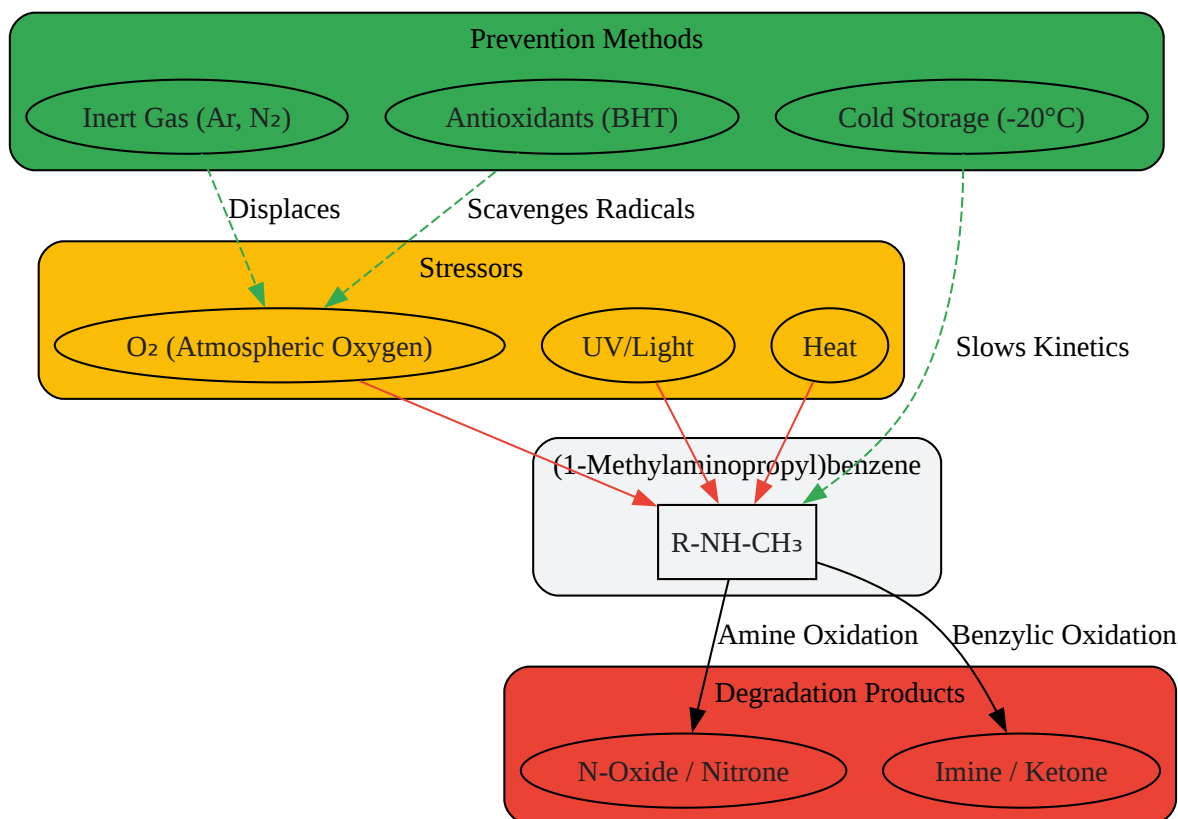 Prevention Methods
Inert Gas (Ar, N₂)
Antioxidants (BHT)
Cold Storage (-20°C)
Displaces
Scavenges Radicals
Stressors
O₂ (Atmospheric Oxygen)
UV/Light
Heat
Slows Kinetics
(1-Methylaminopropyl)benzene
R-NH-CH₃
Amine Oxidation
Benzylic Oxidation
Degradation Products
N-Oxide / Nitrone
Imine / Ketone